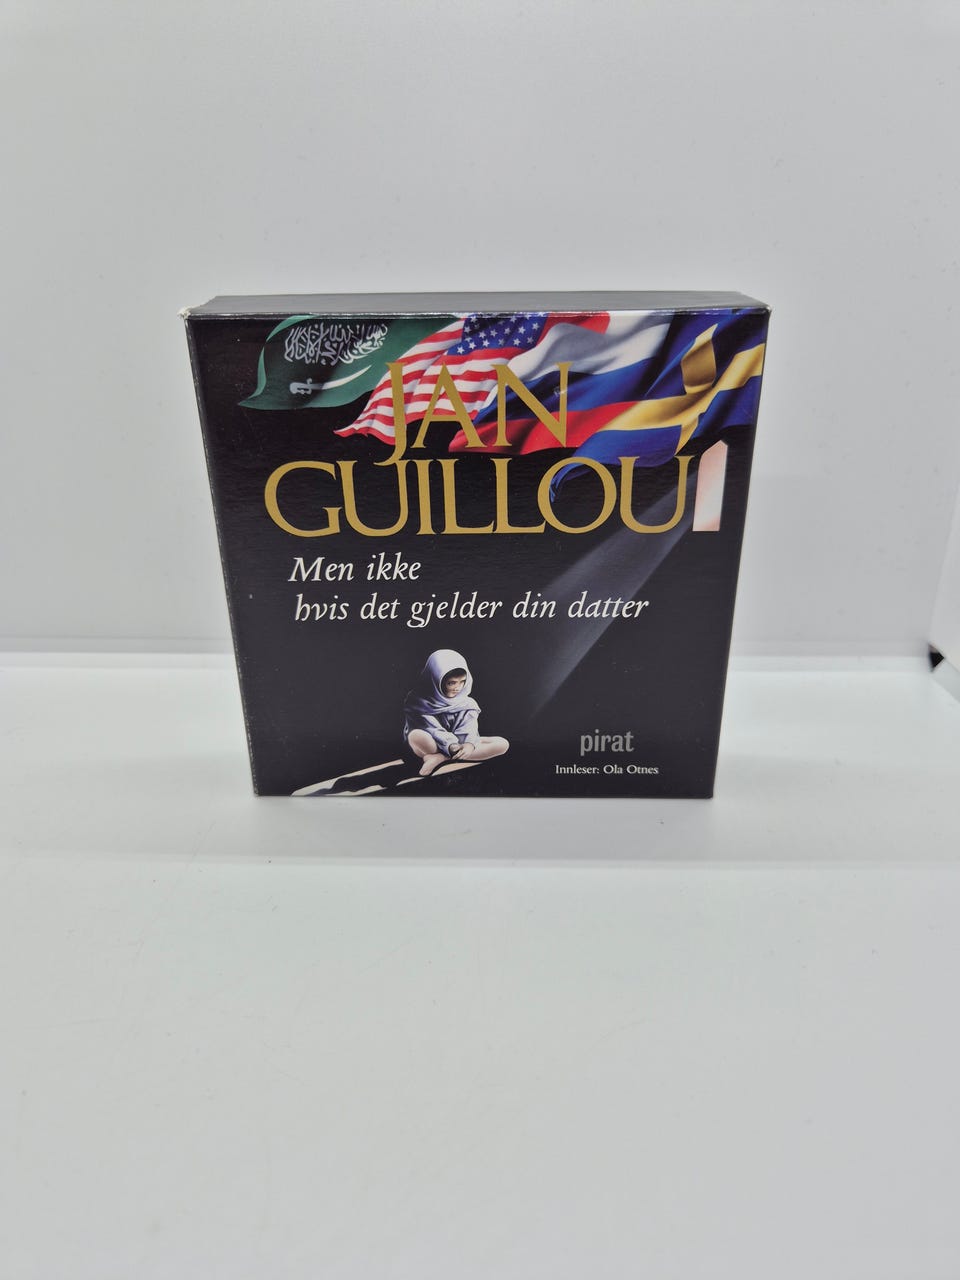 JAN
GUILLOU
Men ikke
hvis det gjelder din datter
pirat
Innleser: Ola Otnes